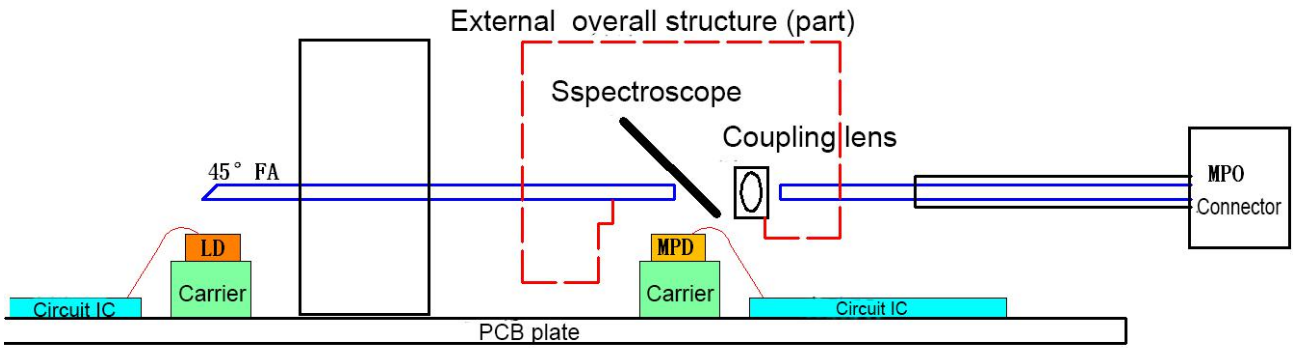 External overall structure (part)
Sspectroscope
Coupling lens
45° FA
MPO
Connector
LD
MPD
Carrier
Carrier
Circuit IC
Circuit IC
PCB plate